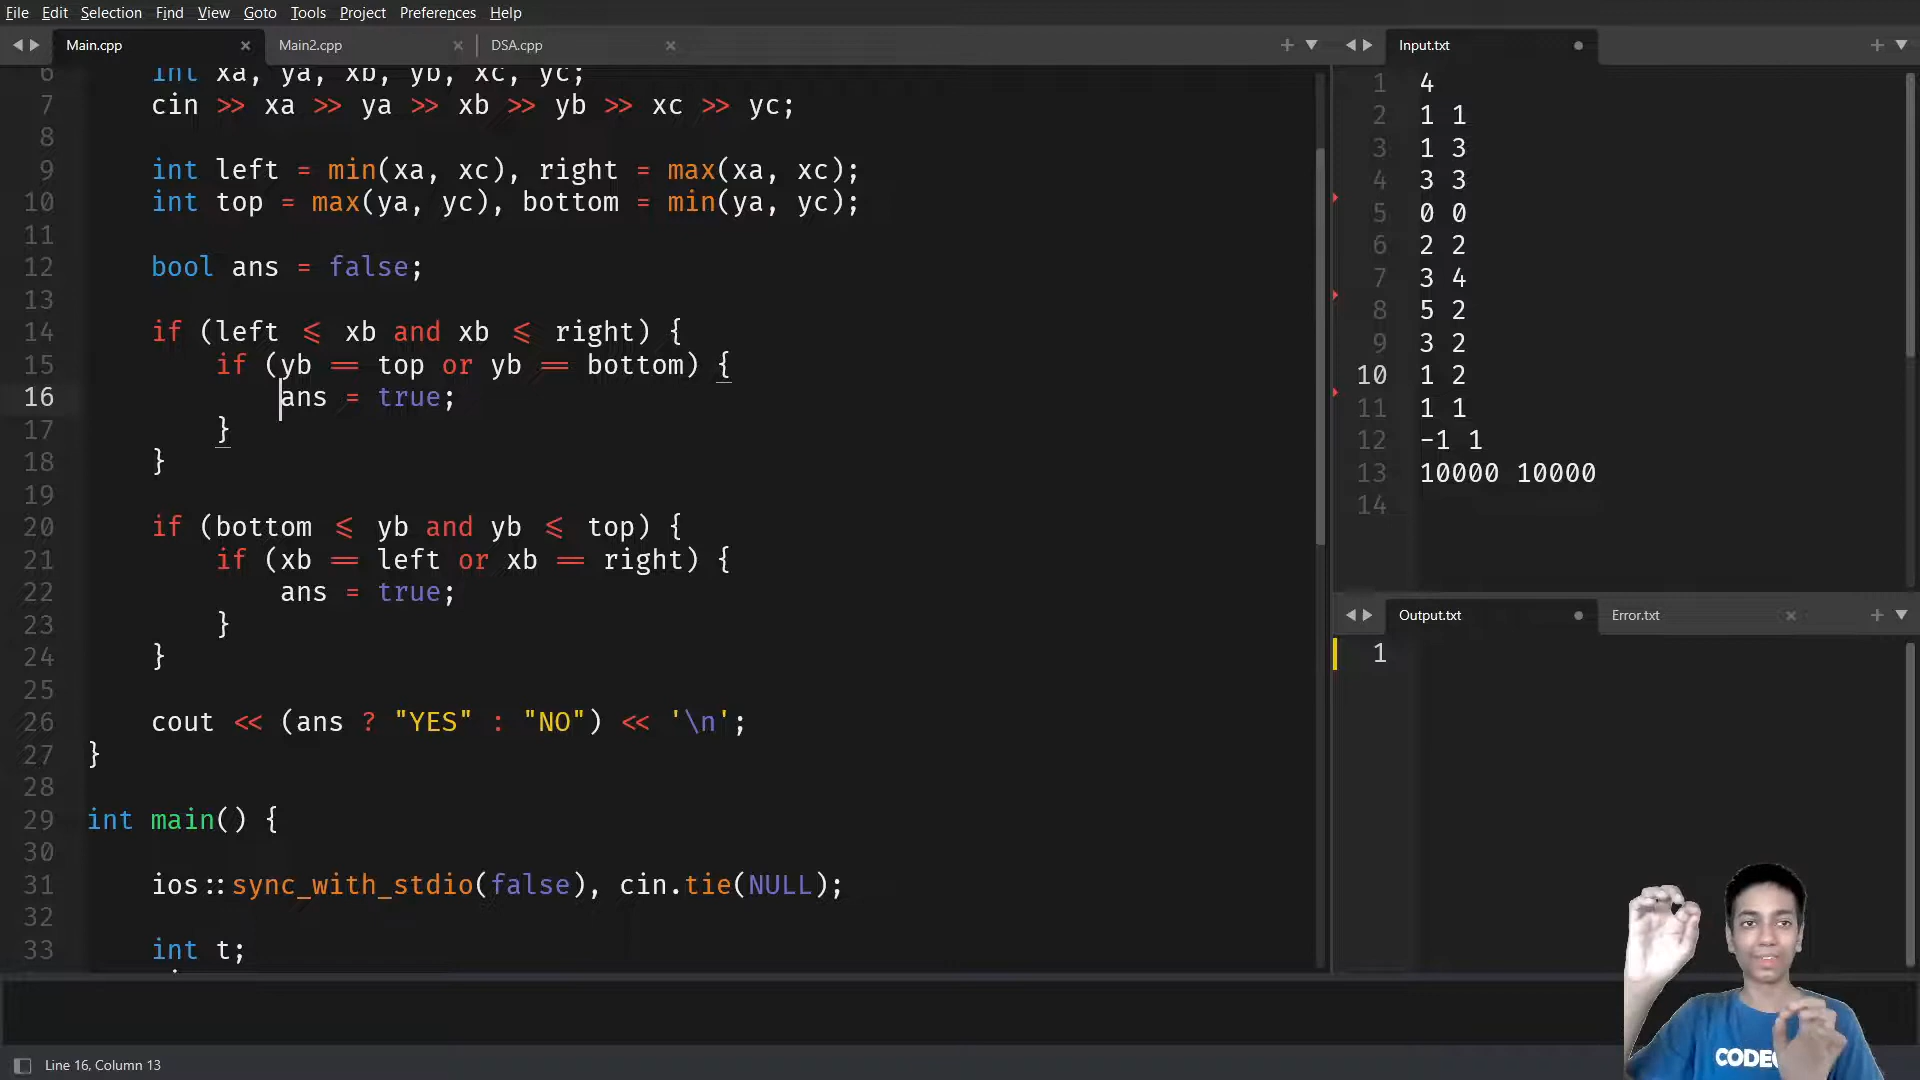 File Edit Selection Find View Goto Tools Project Preferences Help
Main.cpp Main2.cpp DSA.cpp
6 int xa, ya, xb, yb, xc, yc;
7 cin >> xa >> ya >> xb >> yb >> xc >> yc;
8
9 int left = min(xa, xc), right = max(xa, xc);
10 int top = max(ya, yc), bottom = min(ya, yc);
11
12 bool ans = false;
13
14 if (left <= xb and xb <= right) {
15 if (yb == top or yb == bottom) {
16 ans = true;
17 }
18 }
19
20 if (bottom <= yb and yb <= top) {
21 if (xb == left or xb == right) {
22 ans = true;
23 }
24 }
25
26 cout << (ans ? "YES" : "NO") << '\n';
27 }
28
29 int main() {
30
31 ios::sync_with_stdio(false), cin.tie(NULL);
32
33 int t;
Input.txt
1 4
2 1 1
3 1 3
4 3 3
5 0 0
6 2 2
7 3 4
8 5 2
9 3 2
10 1 2
11 1 1
12 -1 1
13 10000 10000
14
Output.txt Error.txt
1
Line 16, Column 13